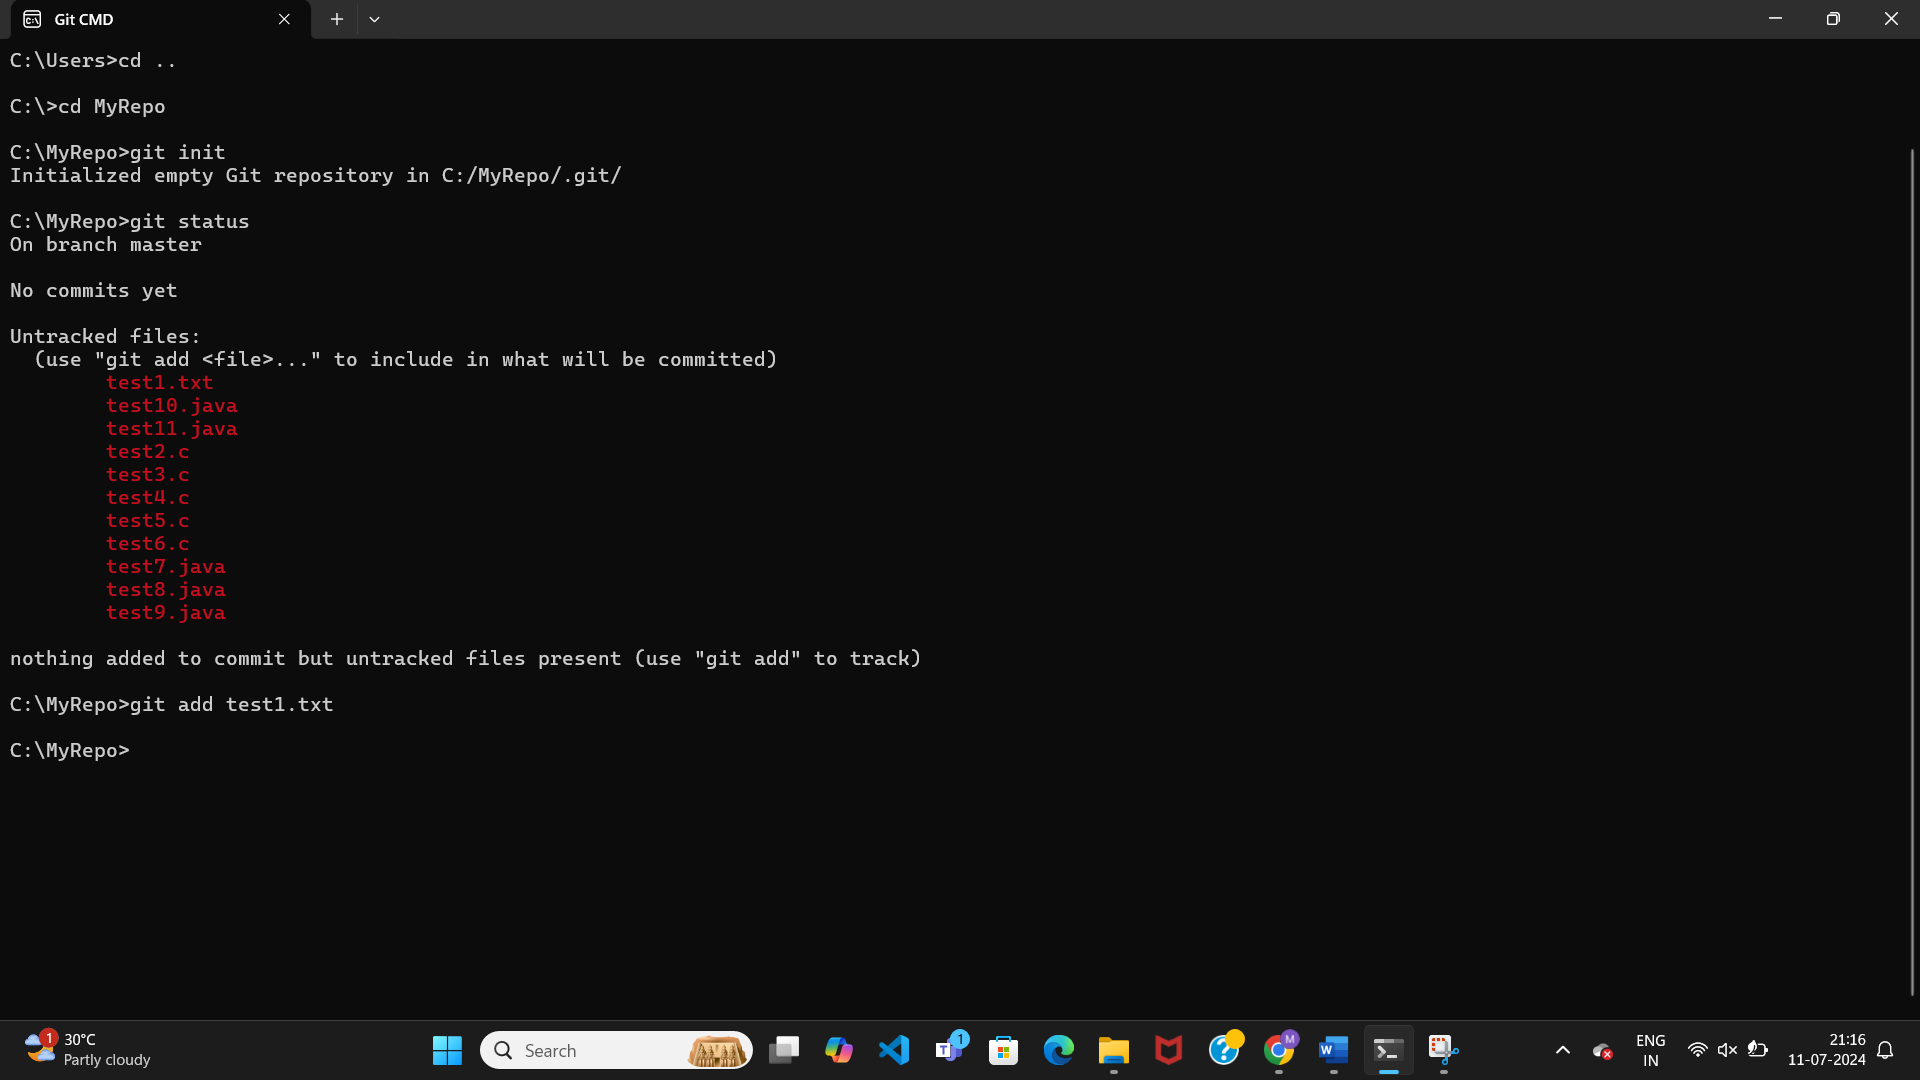 Git CMD
C:\Users>cd ..
C:\>cd MyRepo
C:\MyRepo>git init
Initialized empty Git repository in C:/MyRepo/.git/
C:\MyRepo>git status
On branch master
No commits yet
Untracked files:
(use "git add <file>..." to include in what will be committed)
test1.txt
test10.java
test11.java
test2.c
test3.c
test4.c
test5.c
test6.c
test7.java
test8.java
test9.java
nothing added to commit but untracked files present (use "git add" to track)
C:\MyRepo>git add test1.txt
C:\MyRepo>
1
30°C
Partly cloudy
Search
T
1
M
W
ENG
IN
21:16
11-07-2024